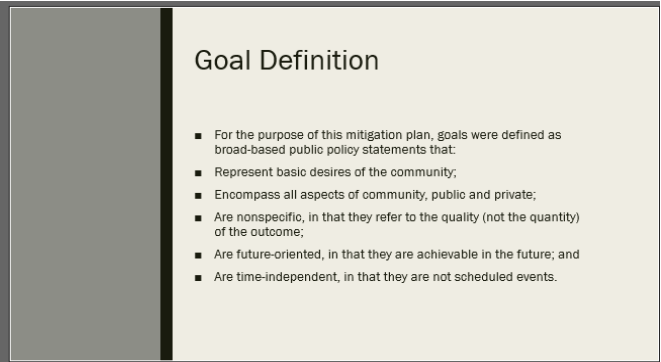 Goal Definition
■ For the purpose of this mitigation plan, goals were defined as
broad-based public policy statements that:
■ Represent basic desires of the community;
■ Encompass all aspects of community, public and private;
■ Are nonspecific, in that they refer to the quality (not the quantity)
of the outcome;
■ Are future-oriented, in that they are achievable in the future; and
■ Are time-independent, in that they are not scheduled events.